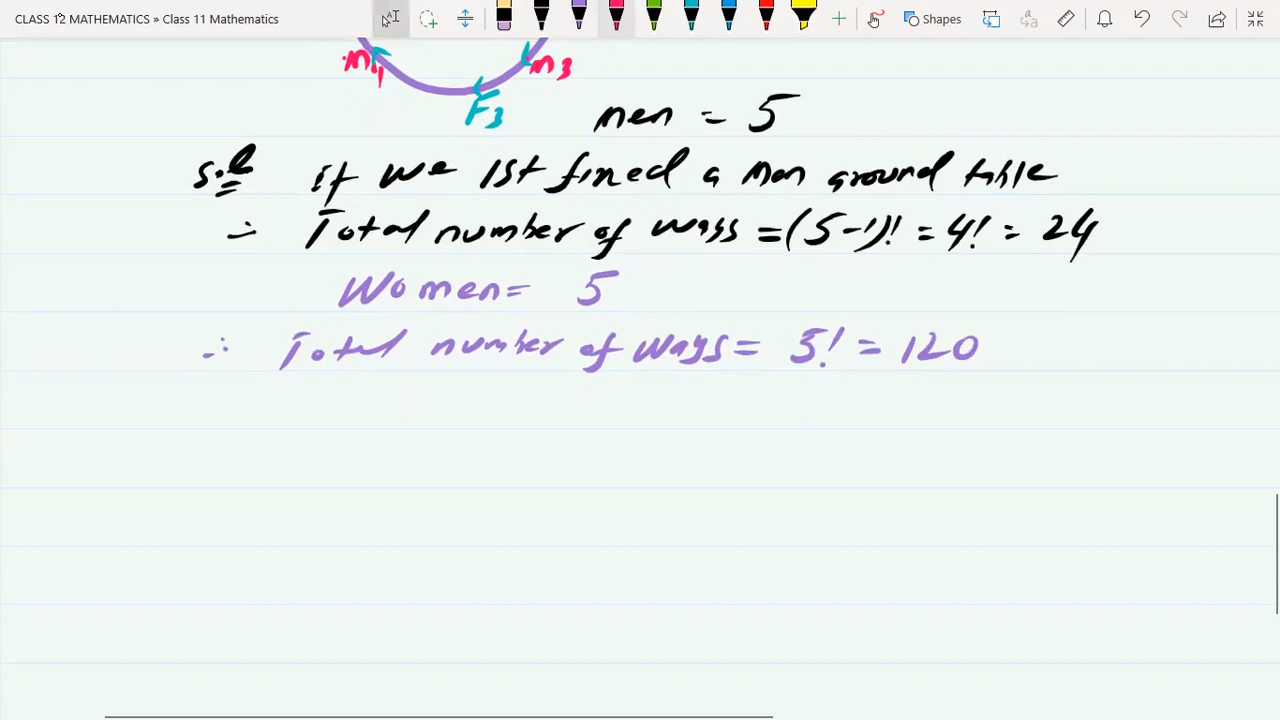 CLASS 12 MATHEMATICS » Class 11 Mathematics
Shapes
m4
m3
F3
men = 5
Sol If we 1st fixed a man around table
∴ Total number of ways = (5-1)! = 4! = 24
Women = 5
∴ Total number of ways = 5! = 120